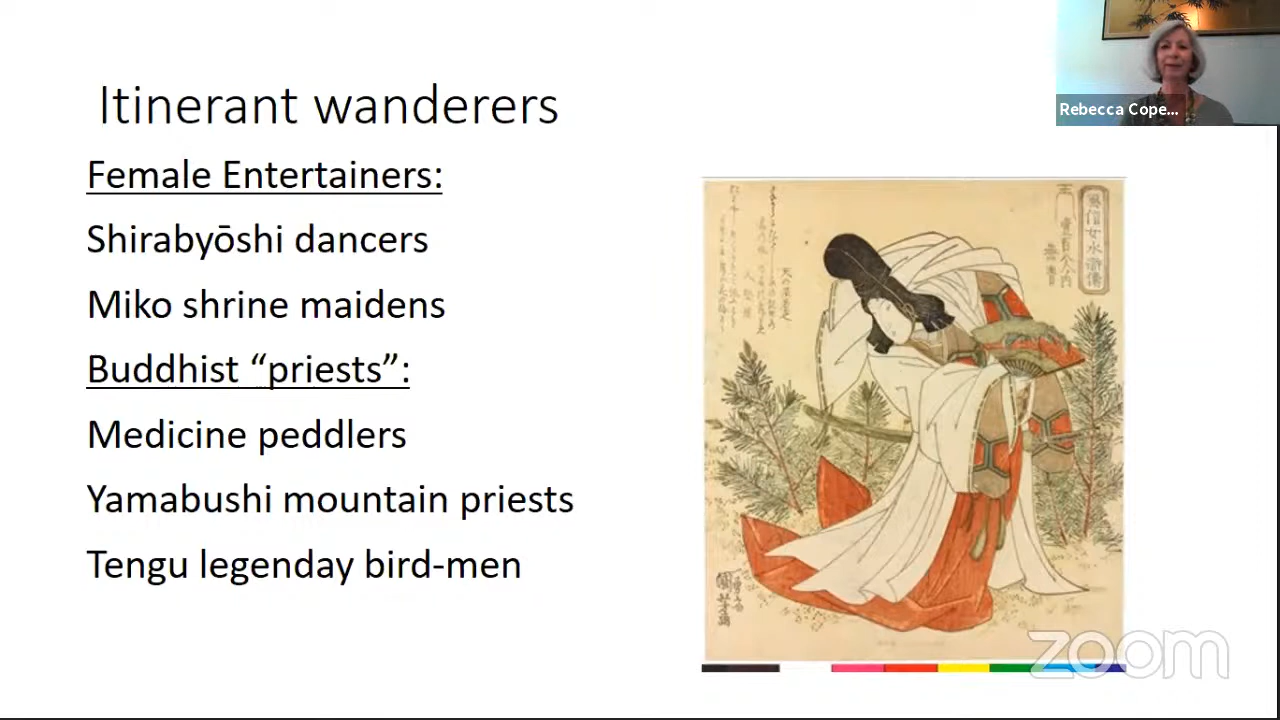 Itinerant wanderers
Female Entertainers:
Shirabyōshi dancers
Miko shrine maidens
Buddhist “priests”:
Medicine peddlers
Yamabushi mountain priests
Tengu legenday bird-men
Rebecca Cope...
zoom